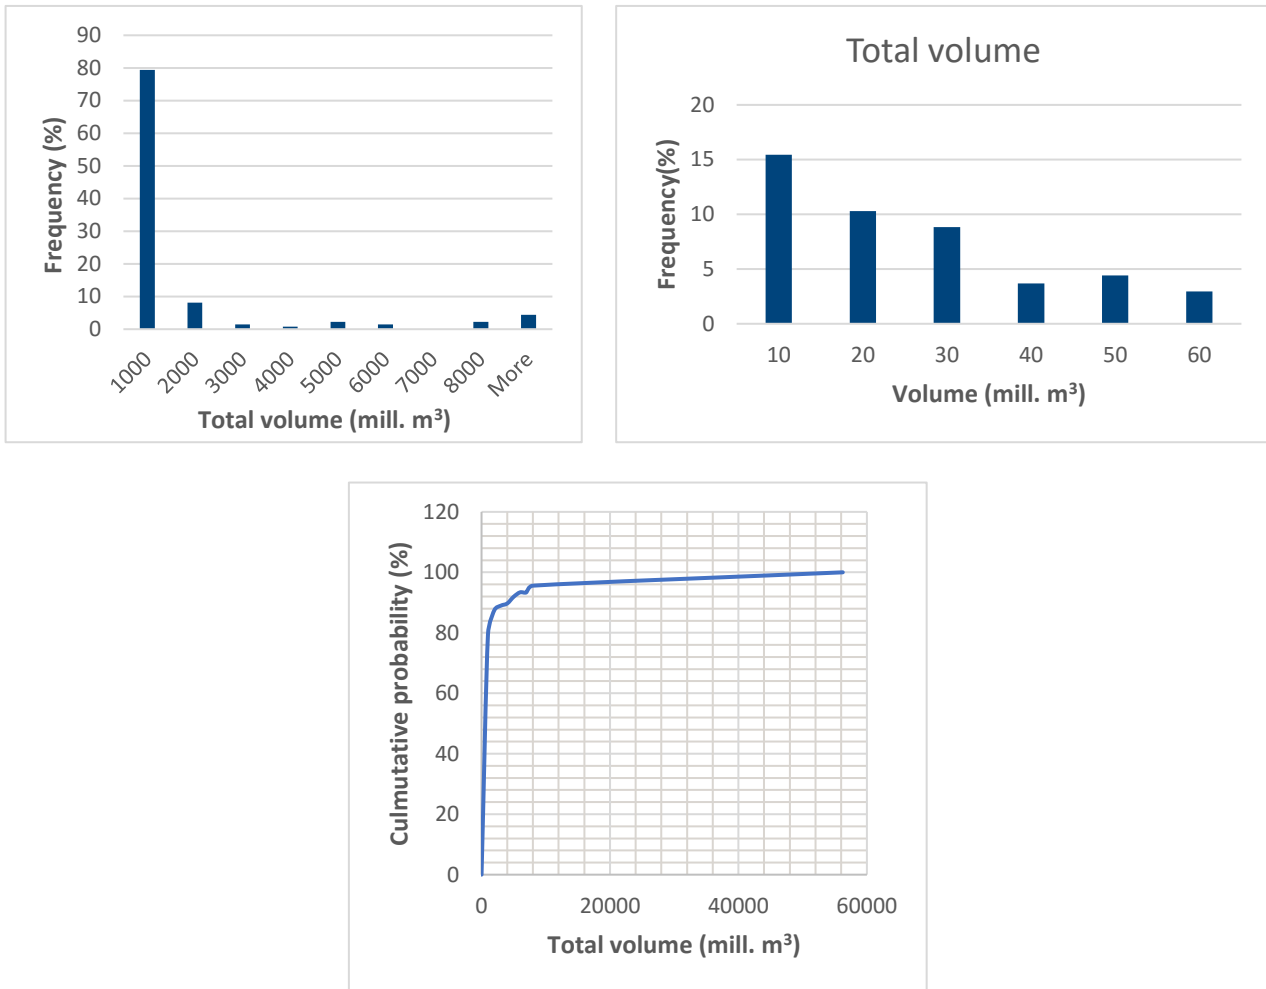 90
80
70
60
50
40
30
20
10
0
Frequency (%)
1000 2000 3000 4000 5000 6000 7000 8000 More
Total volume (mill. m³)
Total volume
20
15
10
5
0
Frequency(%)
10 20 30 40 50 60
Volume (mill. m³)
120
100
80
60
40
20
0
Culmutative probability (%)
0 20000 40000 60000
Total volume (mill. m³)